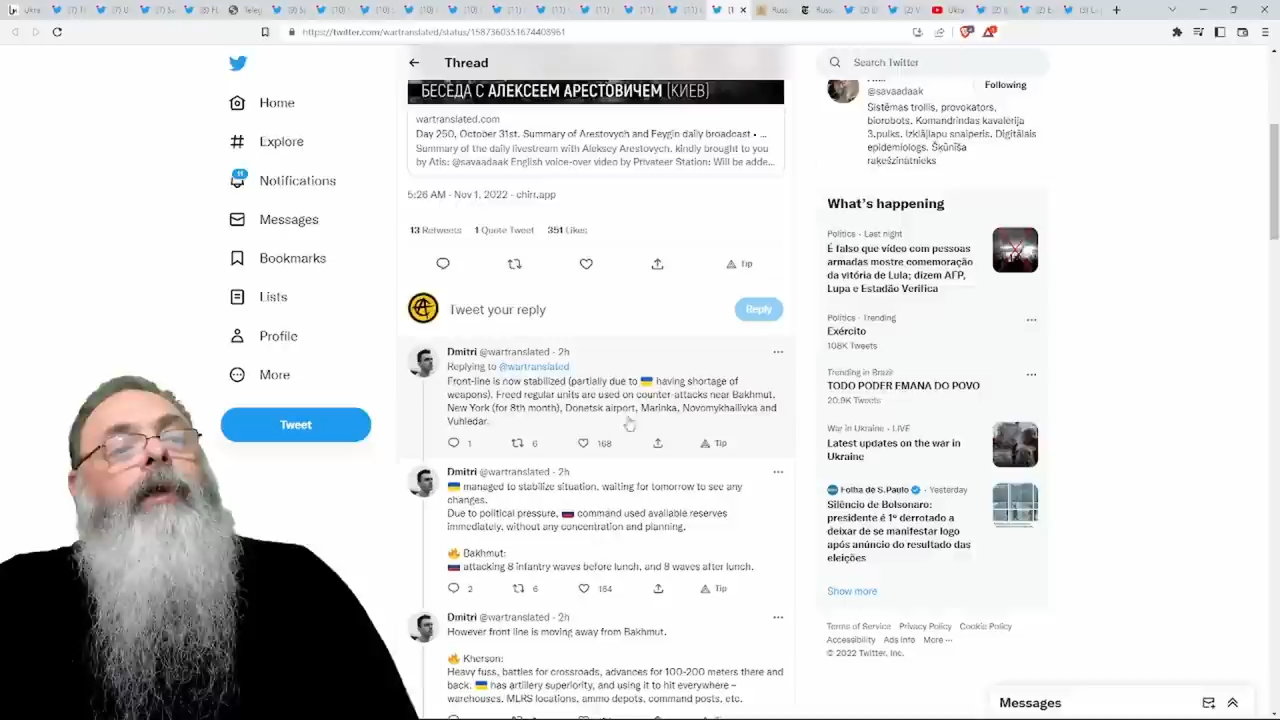 https://twitter.com/wartranslated/status/1587360351674408961
Home
Explore
11
Notifications
Messages
Bookmarks
Lists
Profile
More
Tweet
Thread
БЕСЕДА С АЛЕКСЕЕМ АРЕСТОВИЧЕМ (КИЕВ)
wartranslated.com
Day 250, October 31st. Summary of Arestovych and Feygin daily broadcast • ...
Summary of the daily livestream with Aleksey Arestovych. kindly brought to you
by Atis: @savaadaak English voice-over video by Privateer Station: Will be adde...
5:26 AM · Nov 1, 2022 · chirr.app
13 Retweets 1 Quote Tweet 351 Likes
Tip
Tweet your reply
Reply
Dmitri @wartranslated · 2h
Replying to @wartranslated
Front-line is now stabilized (partially due to 🇺🇦 having shortage of
weapons). Freed regular units are used on counter-attacks near Bakhmut,
New York (for 8th month), Donetsk airport, Marinka, Novomykhailivka and
Vuhledar.
1 6 168 Tip
Dmitri @wartranslated · 2h
🇺🇦 managed to stabilize situation, waiting for tomorrow to see any
changes.
Due to political pressure, 🇷🇺 command used available reserves
immediately, without any concentration and planning.
🔥 Bakhmut:
🇷🇺 attacking 8 infantry waves before lunch, and 8 waves after lunch.
2 6 164 Tip
Dmitri @wartranslated · 2h
However front line is moving away from Bakhmut.
🔥 Kherson:
Heavy fuss, battles for crossroads, advances for 100-200 meters there and
back. 🇺🇦 has artillery superiority, and using it to hit everywhere –
warehouses, MLRS locations, ammo depots, command posts, etc.
Search Twitter
@savaadaak
Following
Sistēmas trollis, provokators,
biorobots. Komandiņdas kavalērija
3.pulks. Izklājlapu snaiperis. Digitālais
epidemiologs. Šķūnīša
raķešzinātnieks
What's happening
Politics · Last night
É falso que vídeo com pessoas
armadas mostre comemoração
da vitória de Lula; dizem AFP,
Lupa e Estadão Verifica
Politics · Trending
Exército
108K Tweets
Trending in Brazil
TODO PODER EMANA DO POVO
20.9K Tweets
War in Ukraine · LIVE
Latest updates on the war in
Ukraine
Folha de S.Paulo · Yesterday
Silêncio de Bolsonaro:
presidente é 1º derrotado a
deixar de se manifestar logo
após anúncio do resultado das
eleições
Show more
Terms of Service Privacy Policy Cookie Policy
Accessibility Ads info More ···
© 2022 Twitter, Inc.
Messages